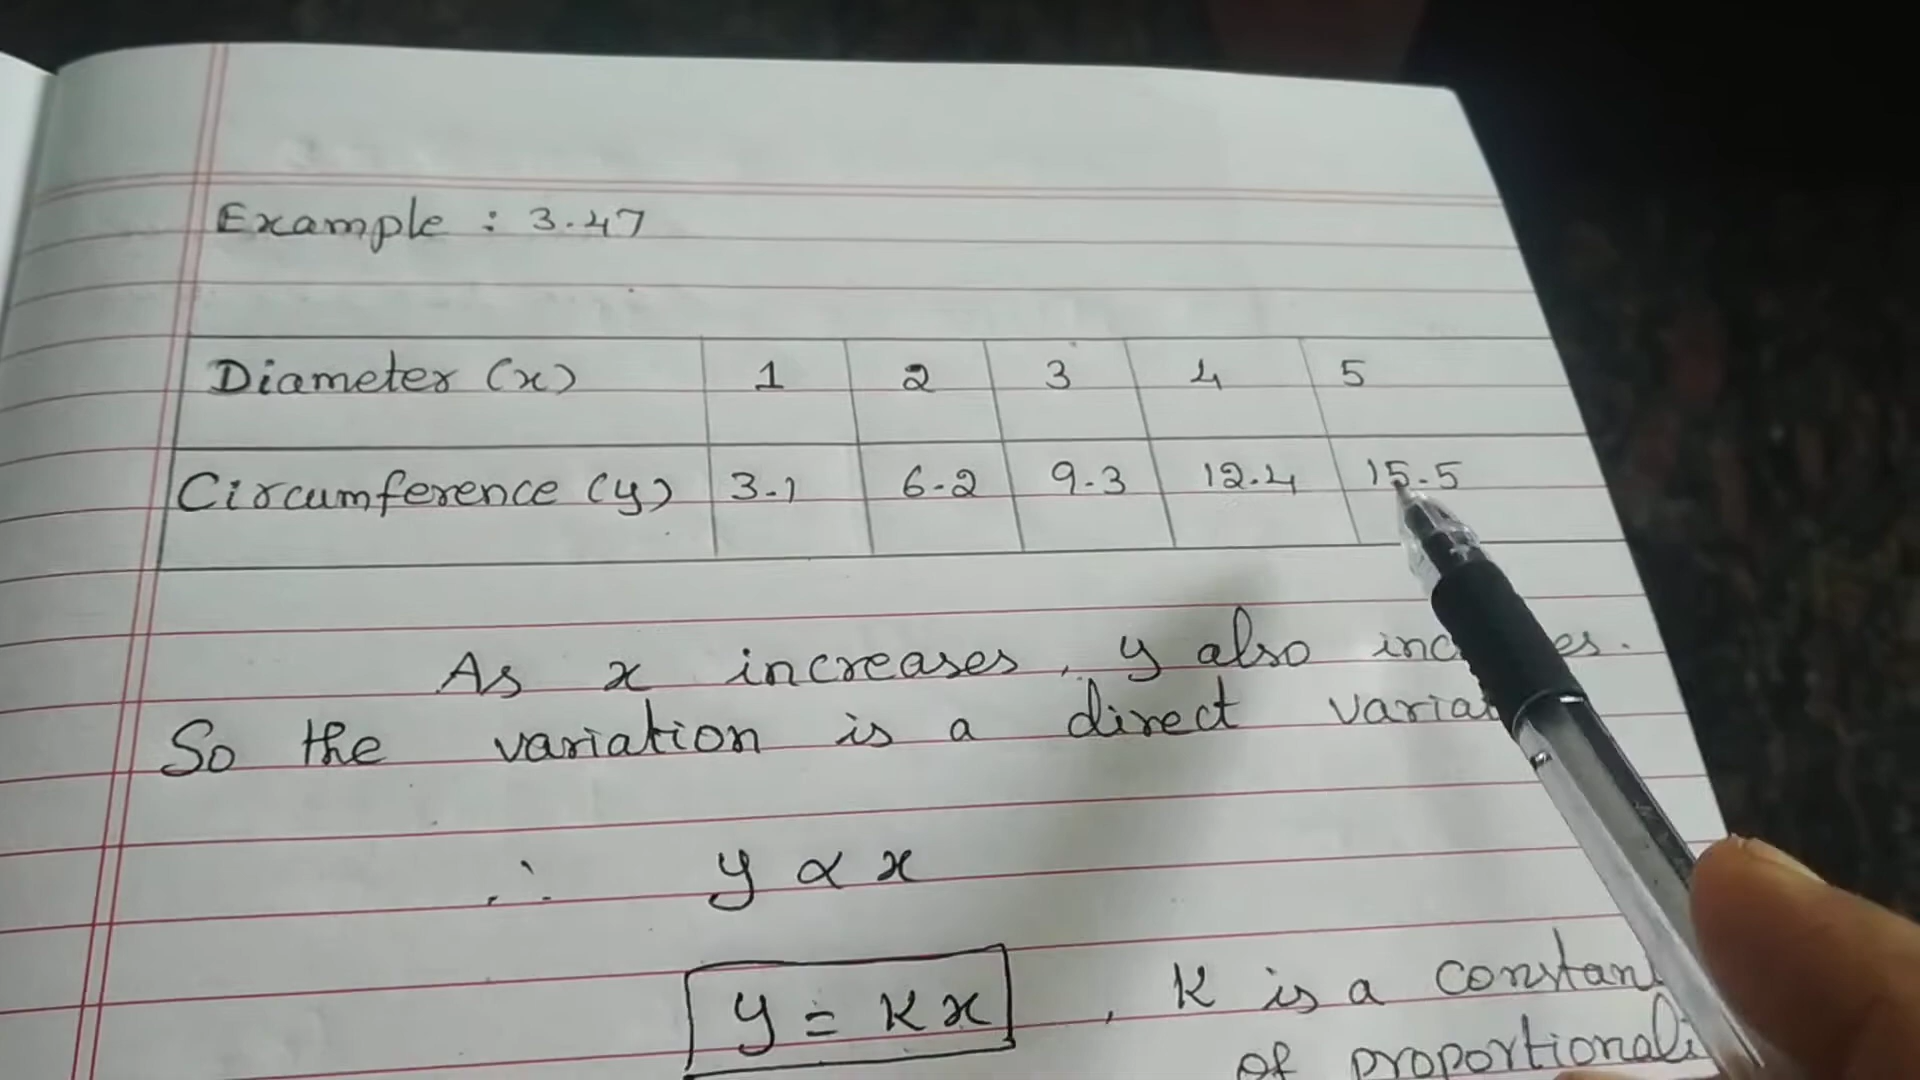 Example : 3.47
Diameter (x) 1 2 3 4 5
Circumference (y) 3.1 6.2 9.3 12.4 15.5
As x increases, y also
So the variation is a direct
∴ y ∝ x
y = kx , k is a
of